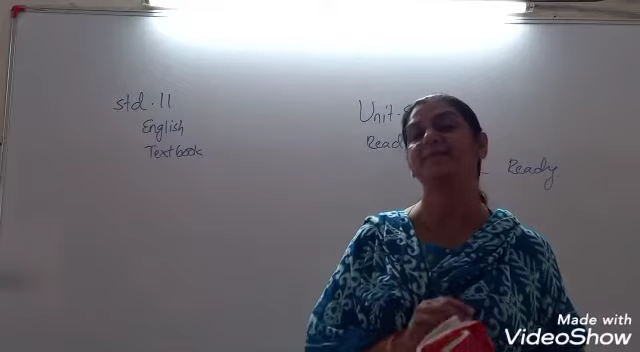 std. 11
English
Textbook
Unit-
Read
Ready
Made with
VideoShow